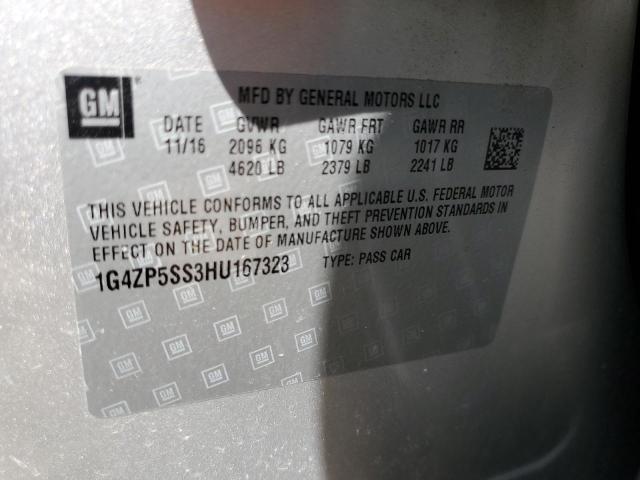 GM
MFD BY GENERAL MOTORS LLC
DATE GVWR GAWR FRT GAWR RR
11/16 2096 KG 1079 KG 1017 KG
4620 LB 2379 LB 2241 LB
THIS VEHICLE CONFORMS TO ALL APPLICABLE U.S. FEDERAL MOTOR
VEHICLE SAFETY, BUMPER, AND THEFT PREVENTION STANDARDS IN
EFFECT ON THE DATE OF MANUFACTURE SHOWN ABOVE.
1G4ZP5SS3HU167323 TYPE: PASS CAR